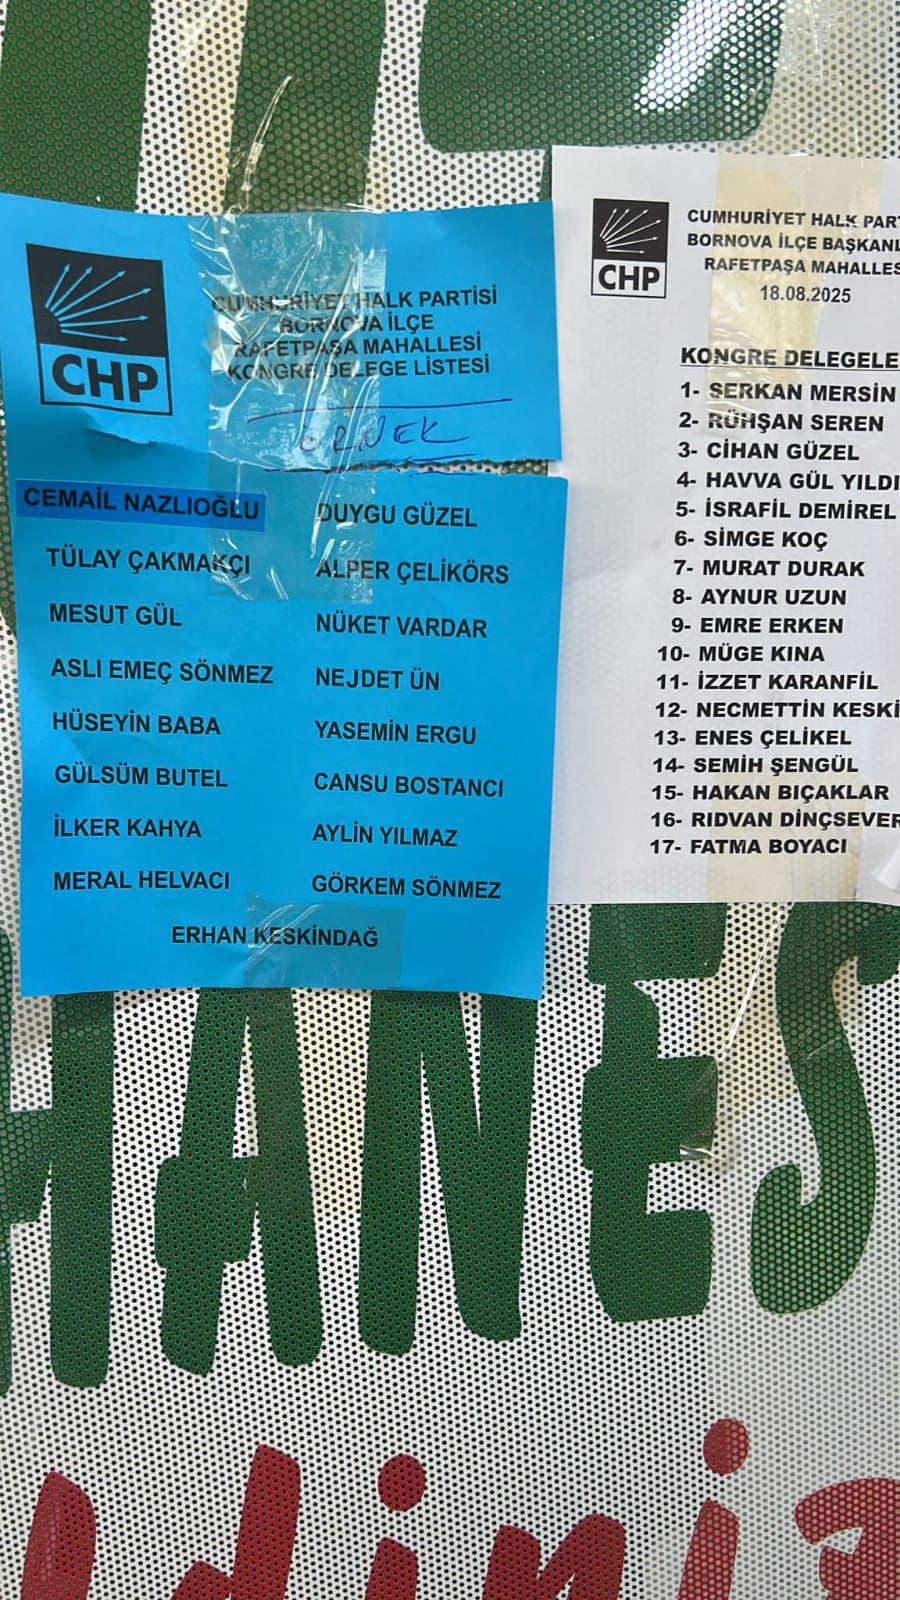 CHP
CUMHURİYET HALK PARTİSİ
BORNOVA İLÇE
RAFETPAŞA MAHALLESİ
KONGRE DELEGE LİSTESİ
ÖRNEK
CEMAİL NAZLIOĞLU
TÜLAY ÇAKMAKÇI
MESUT GÜL
ASLI EMEÇ SÖNMEZ
HÜSEYİN BABA
GÜLSÜM BUTEL
İLKER KAHYA
MERAL HELVACI
DUYGU GÜZEL
ALPER ÇELİKÖRS
NÜKET VARDAR
NEJDET ÜN
YASEMİN ERGU
CANSU BOSTANCI
AYLİN YILMAZ
GÖRKEM SÖNMEZ
ERHAN KESKİNDAĞ
CHP
CUMHURİYET HALK PART
BORNOVA İLÇE BAŞKANL
RAFETPAŞA MAHALLES
18.08.2025
KONGRE DELEGELE
1- SERKAN MERSİN
2- RÜHŞAN SEREN
3- CİHAN GÜZEL
4- HAVVA GÜL YILDI
5- İSRAFİL DEMİREL
6- SİMGE KOÇ
7- MURAT DURAK
8- AYNUR UZUN
9- EMRE ERKEN
10- MÜGE KINA
11- İZZET KARANFİL
12- NECMETTİN KESKİ
13- ENES ÇELİKEL
14- SEMİH ŞENGÜL
15- HAKAN BIÇAKLAR
16- RIDVAN DİNÇSEVER
17- FATMA BOYACI
HANES